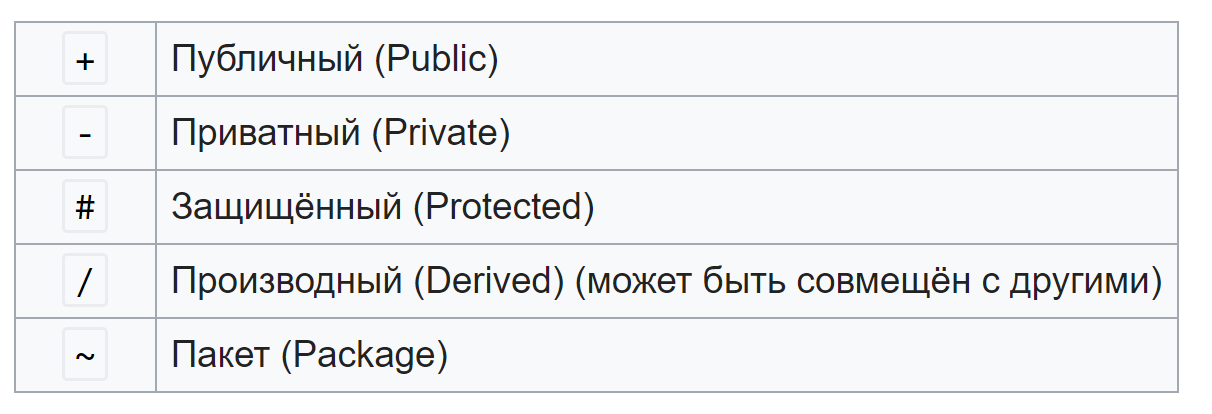 + Публичный (Public)
- Приватный (Private)
# Защищённый (Protected)
/ Производный (Derived) (может быть совмещён с другими)
~ Пакет (Package)